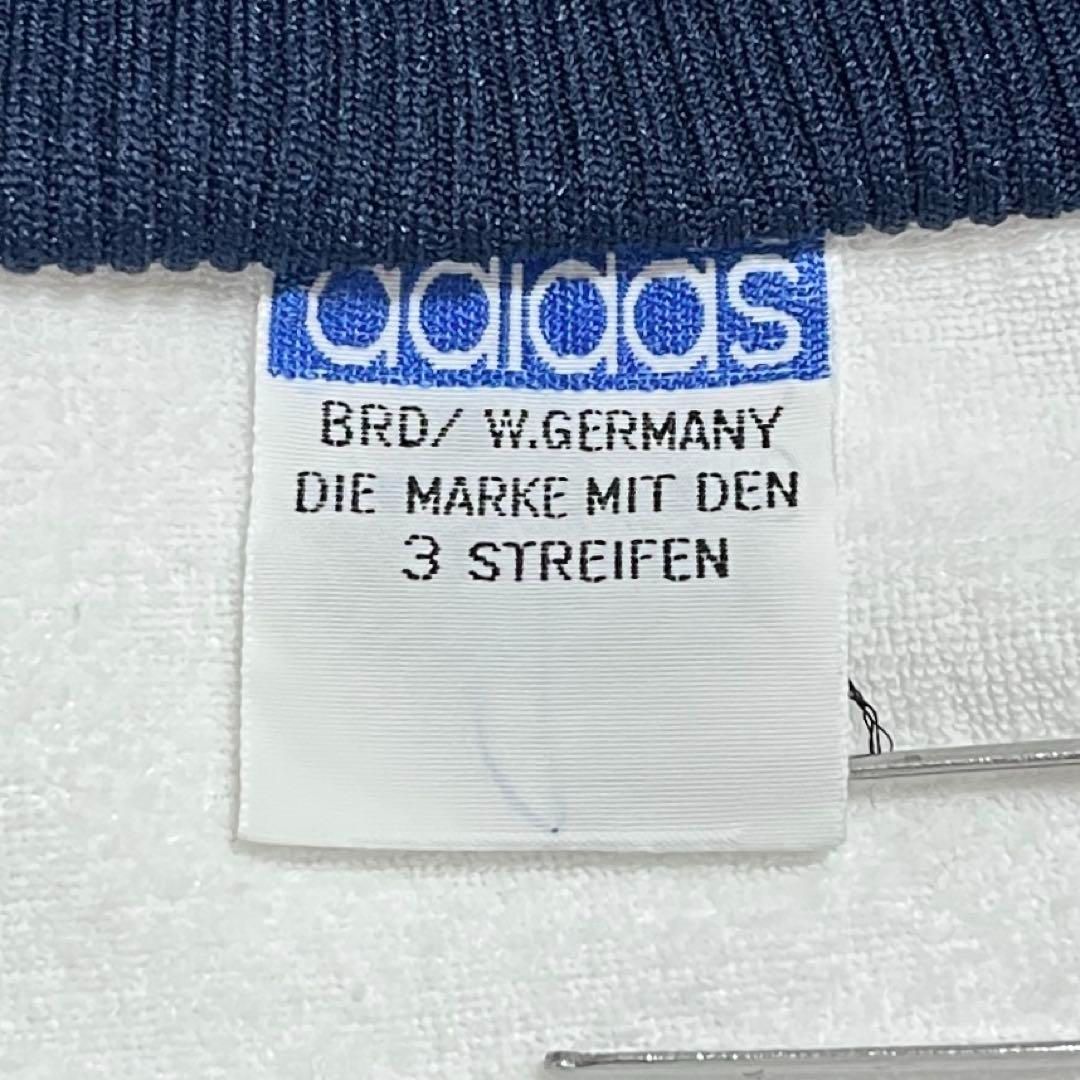 adidas
BRD/ W.GERMANY
DIE MARKE MIT DEN
3 STREIFEN